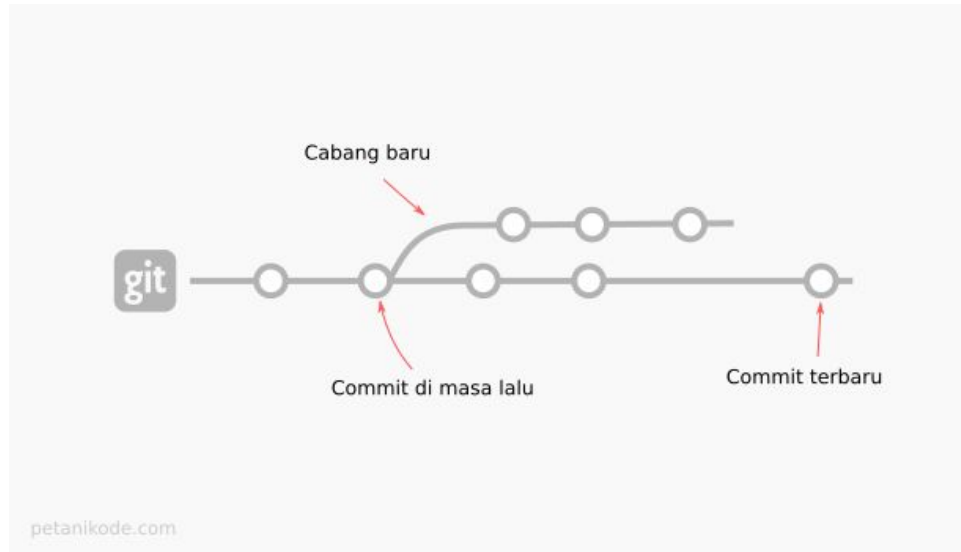 Cabang baru
git
Commit di masa lalu
Commit terbaru
petanikode.com